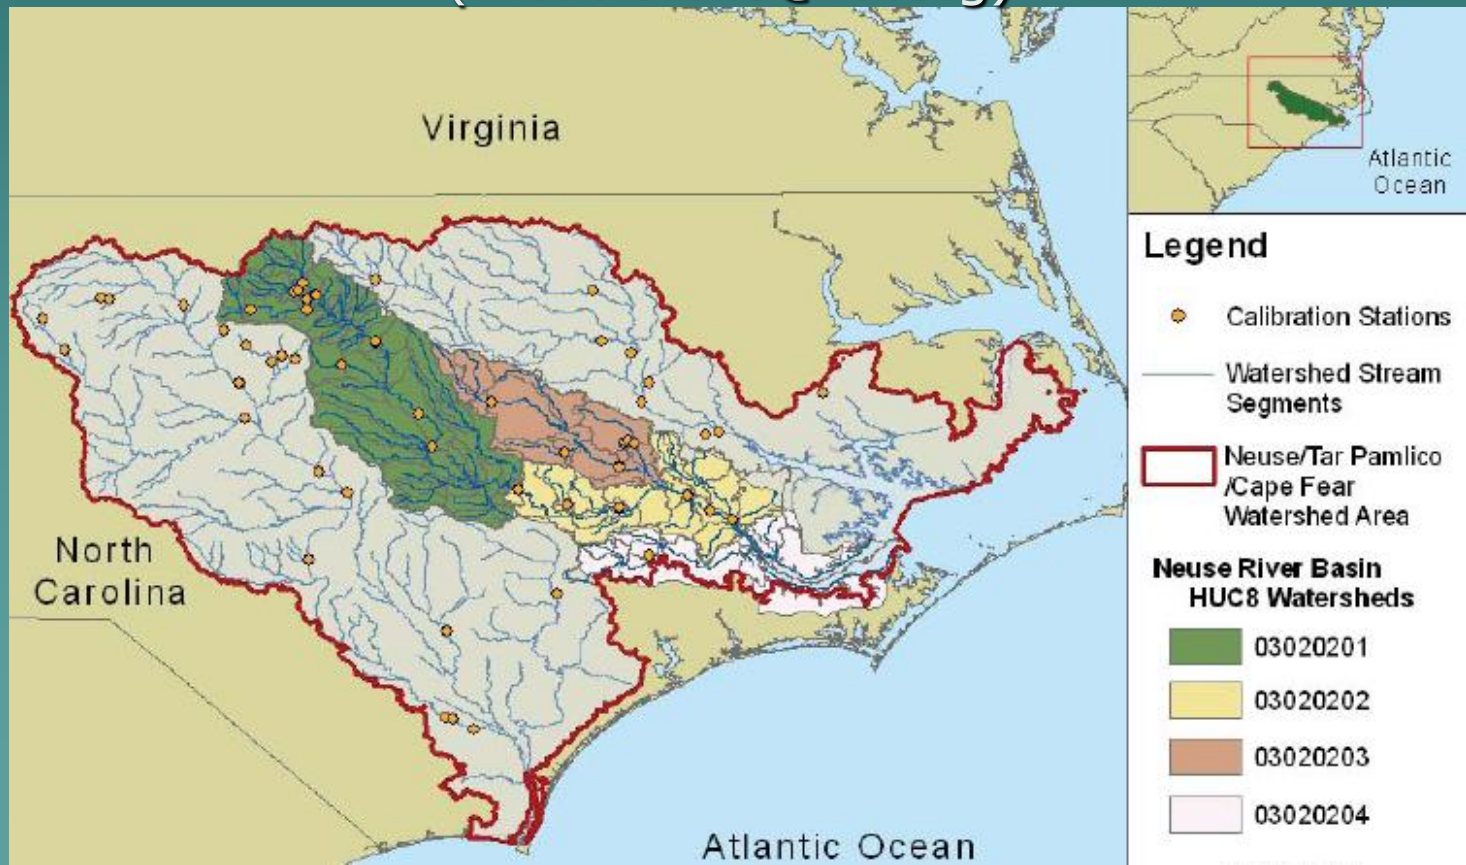 Virginia
North
Carolina
Atlantic Ocean
Atlantic
Ocean
Legend
Calibration Stations
Watershed Stream
Segments
Neuse/Tar Pamlico
/Cape Fear
Watershed Area
Neuse River Basin
HUC8 Watersheds
03020201
03020202
03020203
03020204